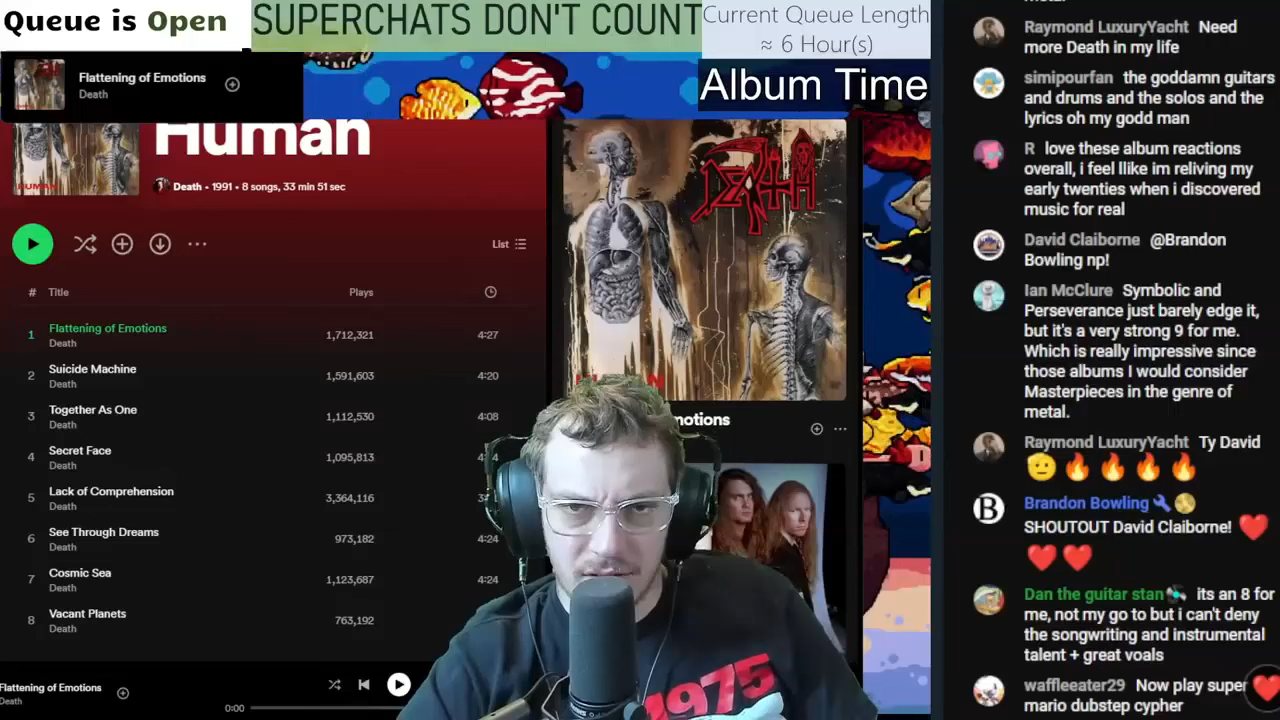 Queue is Open
SUPERCHATS DON'T COUNT
Current Queue Length
≈ 6 Hour(s)
Album Time
Flattening of Emotions
Death
Human
Death • 1991 • 8 songs, 33 min 51 sec
List
# Title Plays
1 Flattening of Emotions 1,712,321 4:27
Death
2 Suicide Machine 1,591,603 4:20
Death
3 Together As One 1,112,530 4:08
Death
4 Secret Face 1,095,813
Death
5 Lack of Comprehension 3,364,116
Death
6 See Through Dreams 973,182 4:24
Death
7 Cosmic Sea 1,123,687 4:24
Death
8 Vacant Planets 763,192
Death
Flattening of Emotions
Death
0:00
DEATH
HUMAN
1975
Raymond LuxuryYacht Need
more Death in my life
simipourfan the goddamn guitars
and drums and the solos and the
lyrics oh my godd man
R love these album reactions
overall, i feel llke im reliving my
early twenties when i discovered
music for real
David Claiborne @Brandon
Bowling np!
Ian McClure Symbolic and
Perseverance just barely edge it,
but it's a very strong 9 for me.
Which is really impressive since
those albums I would consider
Masterpieces in the genre of
metal.
Raymond LuxuryYacht Ty David
🫡🔥🔥🔥🔥
B Brandon Bowling
SHOUTOUT David Claiborne! ❤️
❤️❤️
Dan the guitar stan its an 8 for
me, not my go to but i can't deny
the songwriting and instrumental
talent + great voals
waffleeater29 Now play super
mario dubstep cypher